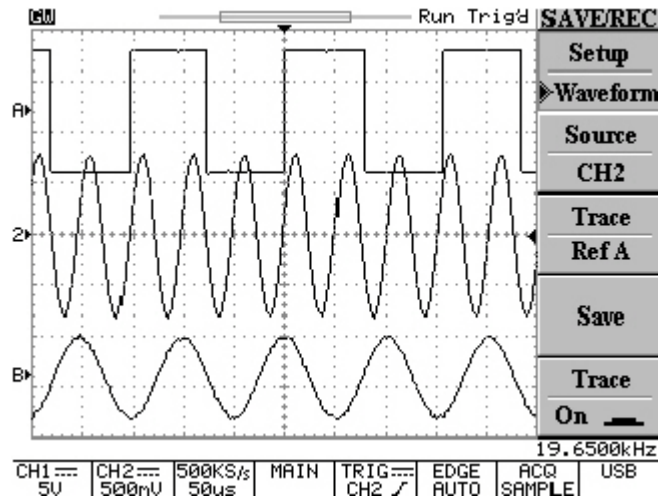 GW Run Trig'd SAVE/REC
Setup
Waveform
Source
CH2
Trace
Ref A
Save
Trace
On
A
2
B
19.6500kHz
CH1 CH2 500KS/s MAIN TRIG EDGE ACQ USB
5V 500mV 50us CH2 AUTO SAMPLE